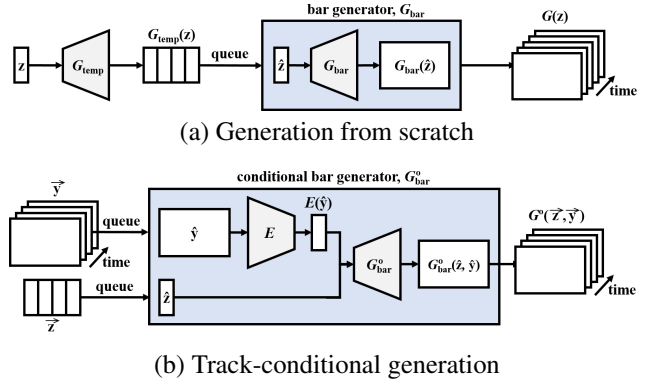 bar generator, G_bar
G(z)
G_temp(z)
queue
z
G_temp
ẑ
G_bar
G_bar(ẑ)
time
(a) Generation from scratch
conditional bar generator, G°_bar
y⃗
queue
ŷ
E
E(ŷ)
G°_bar
G°_bar(ẑ, ŷ)
G°(z⃗, y⃗)
time
time
queue
ẑ
z⃗
(b) Track-conditional generation